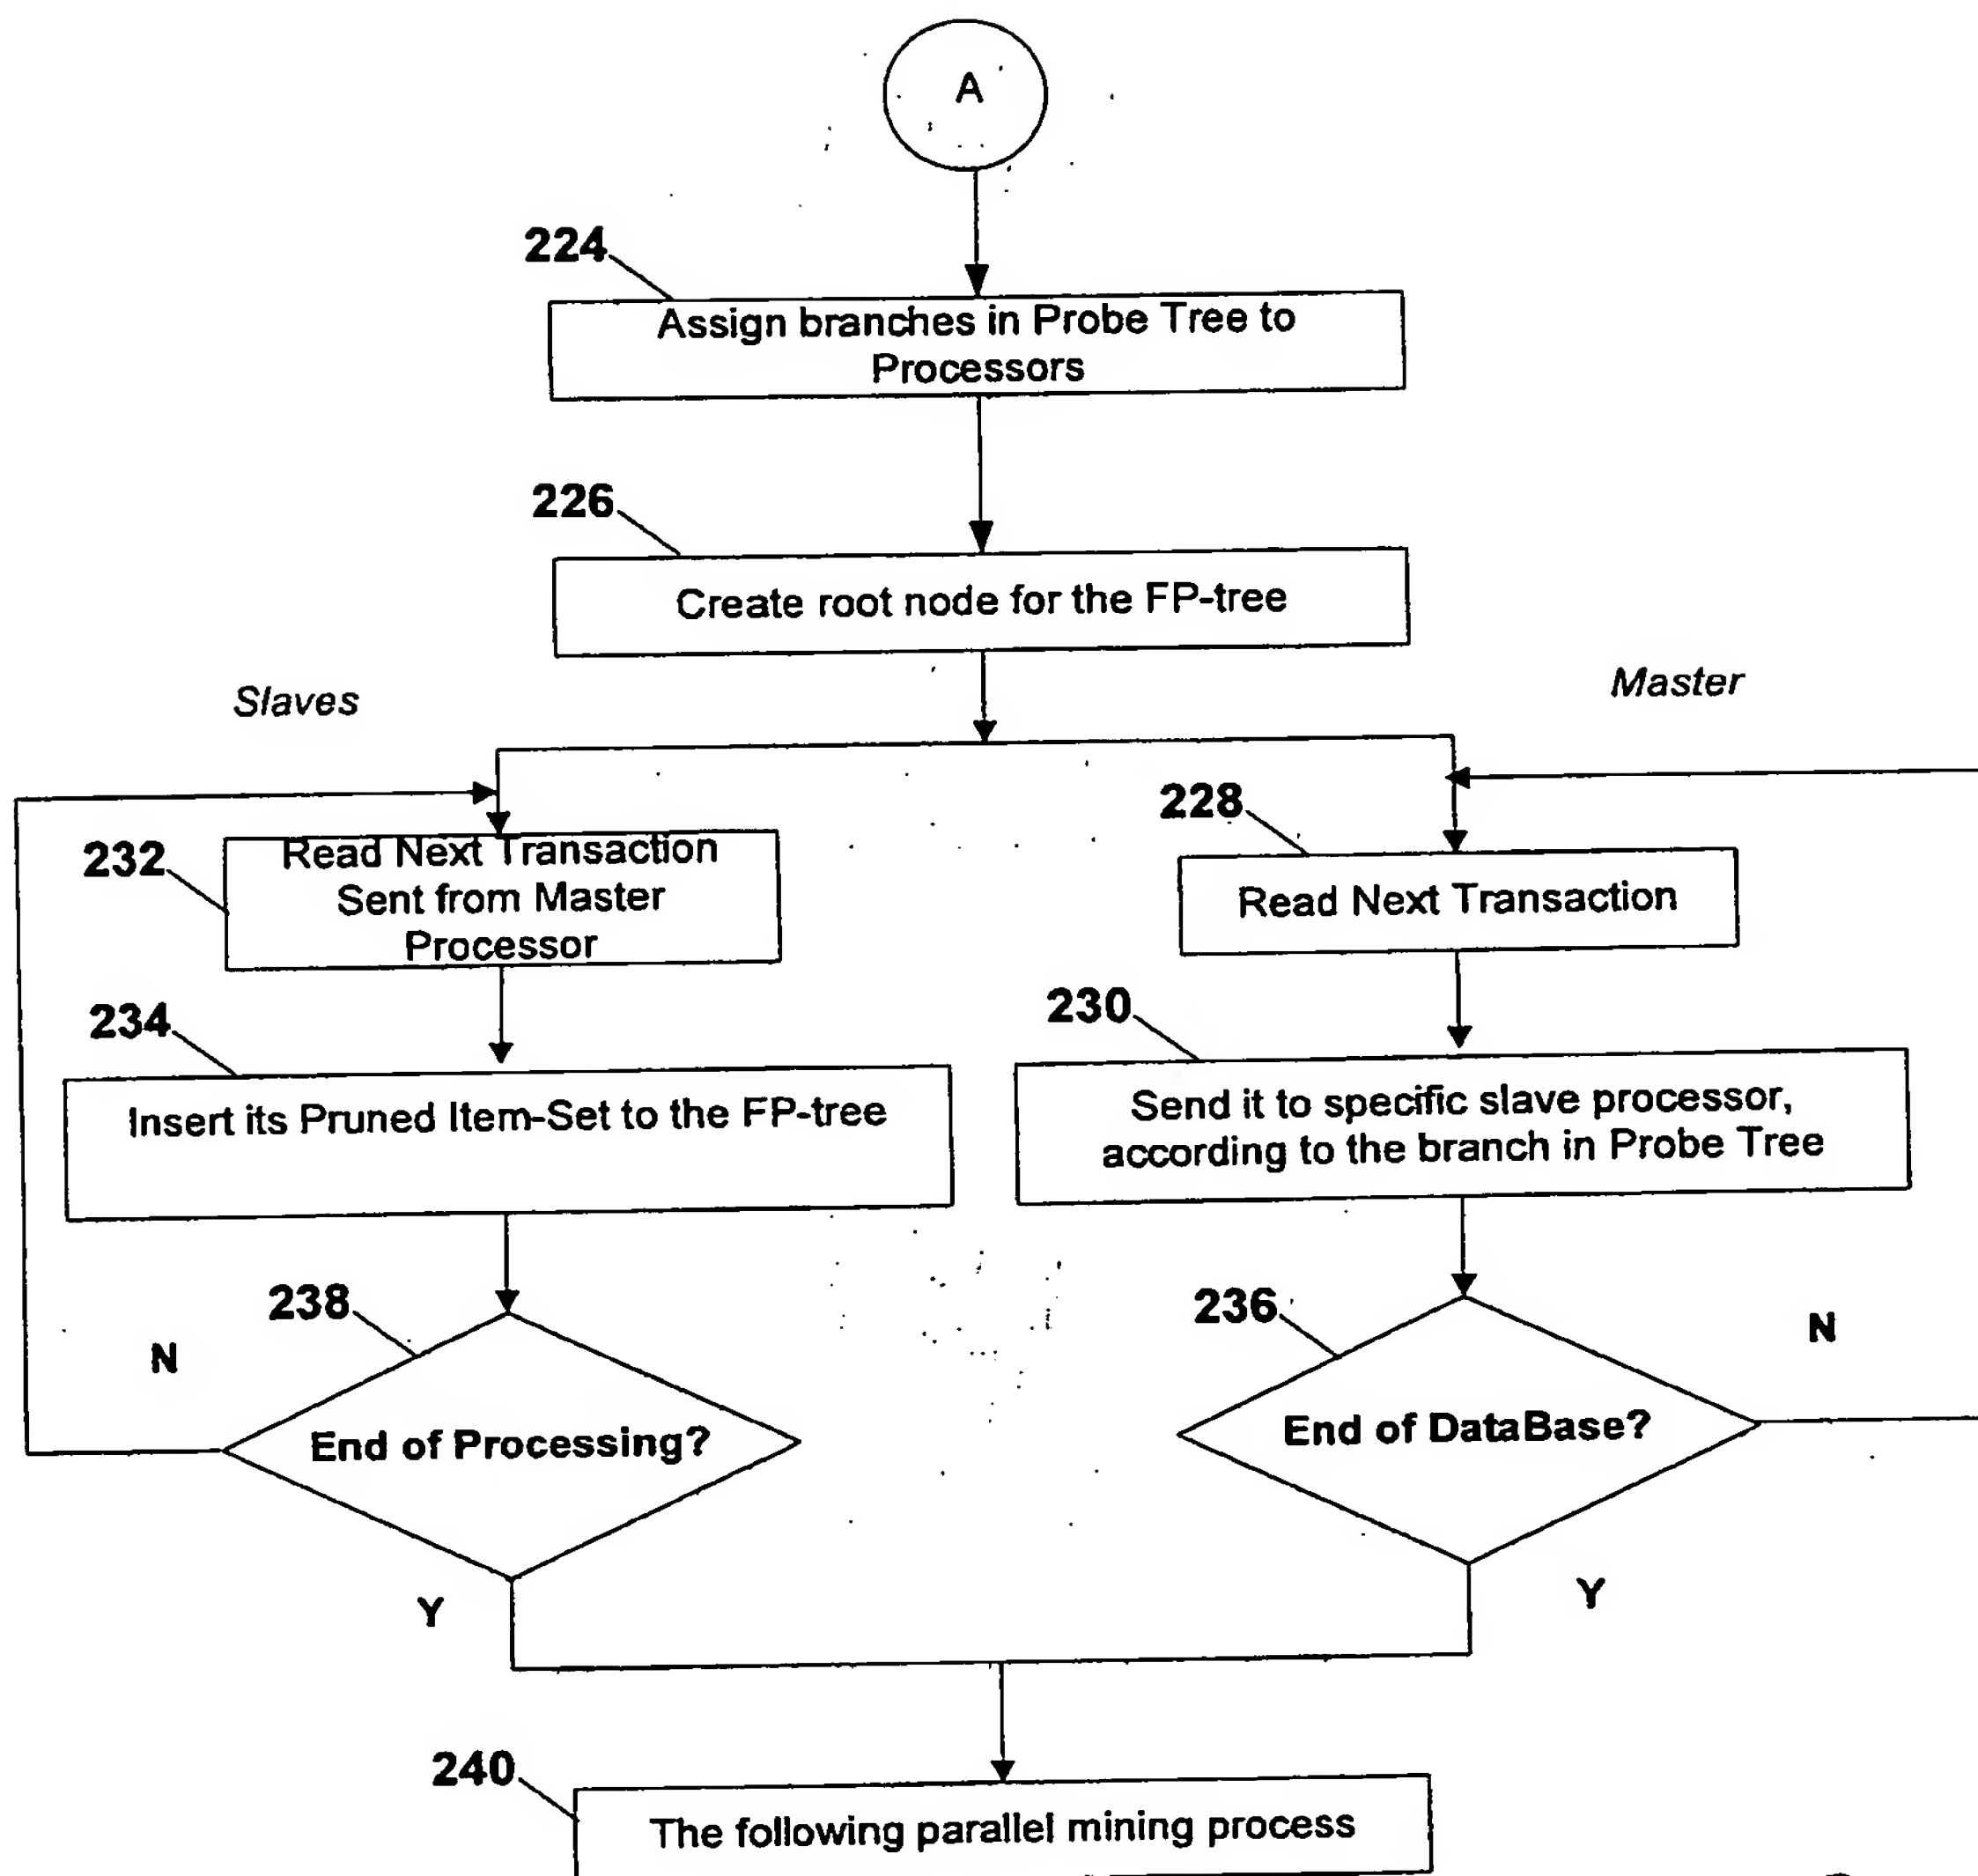 A
224
Assign branches in Probe Tree to
Processors
226
Create root node for the FP-tree
Slaves
Master
232
Read Next Transaction
Sent from Master
Processor
228
Read Next Transaction
234
Insert its Pruned Item-Set to the FP-tree
230
Send it to specific slave processor,
according to the branch in Probe Tree
238
N
End of Processing?
Y
236
N
End of DataBase?
Y
240
The following parallel mining process